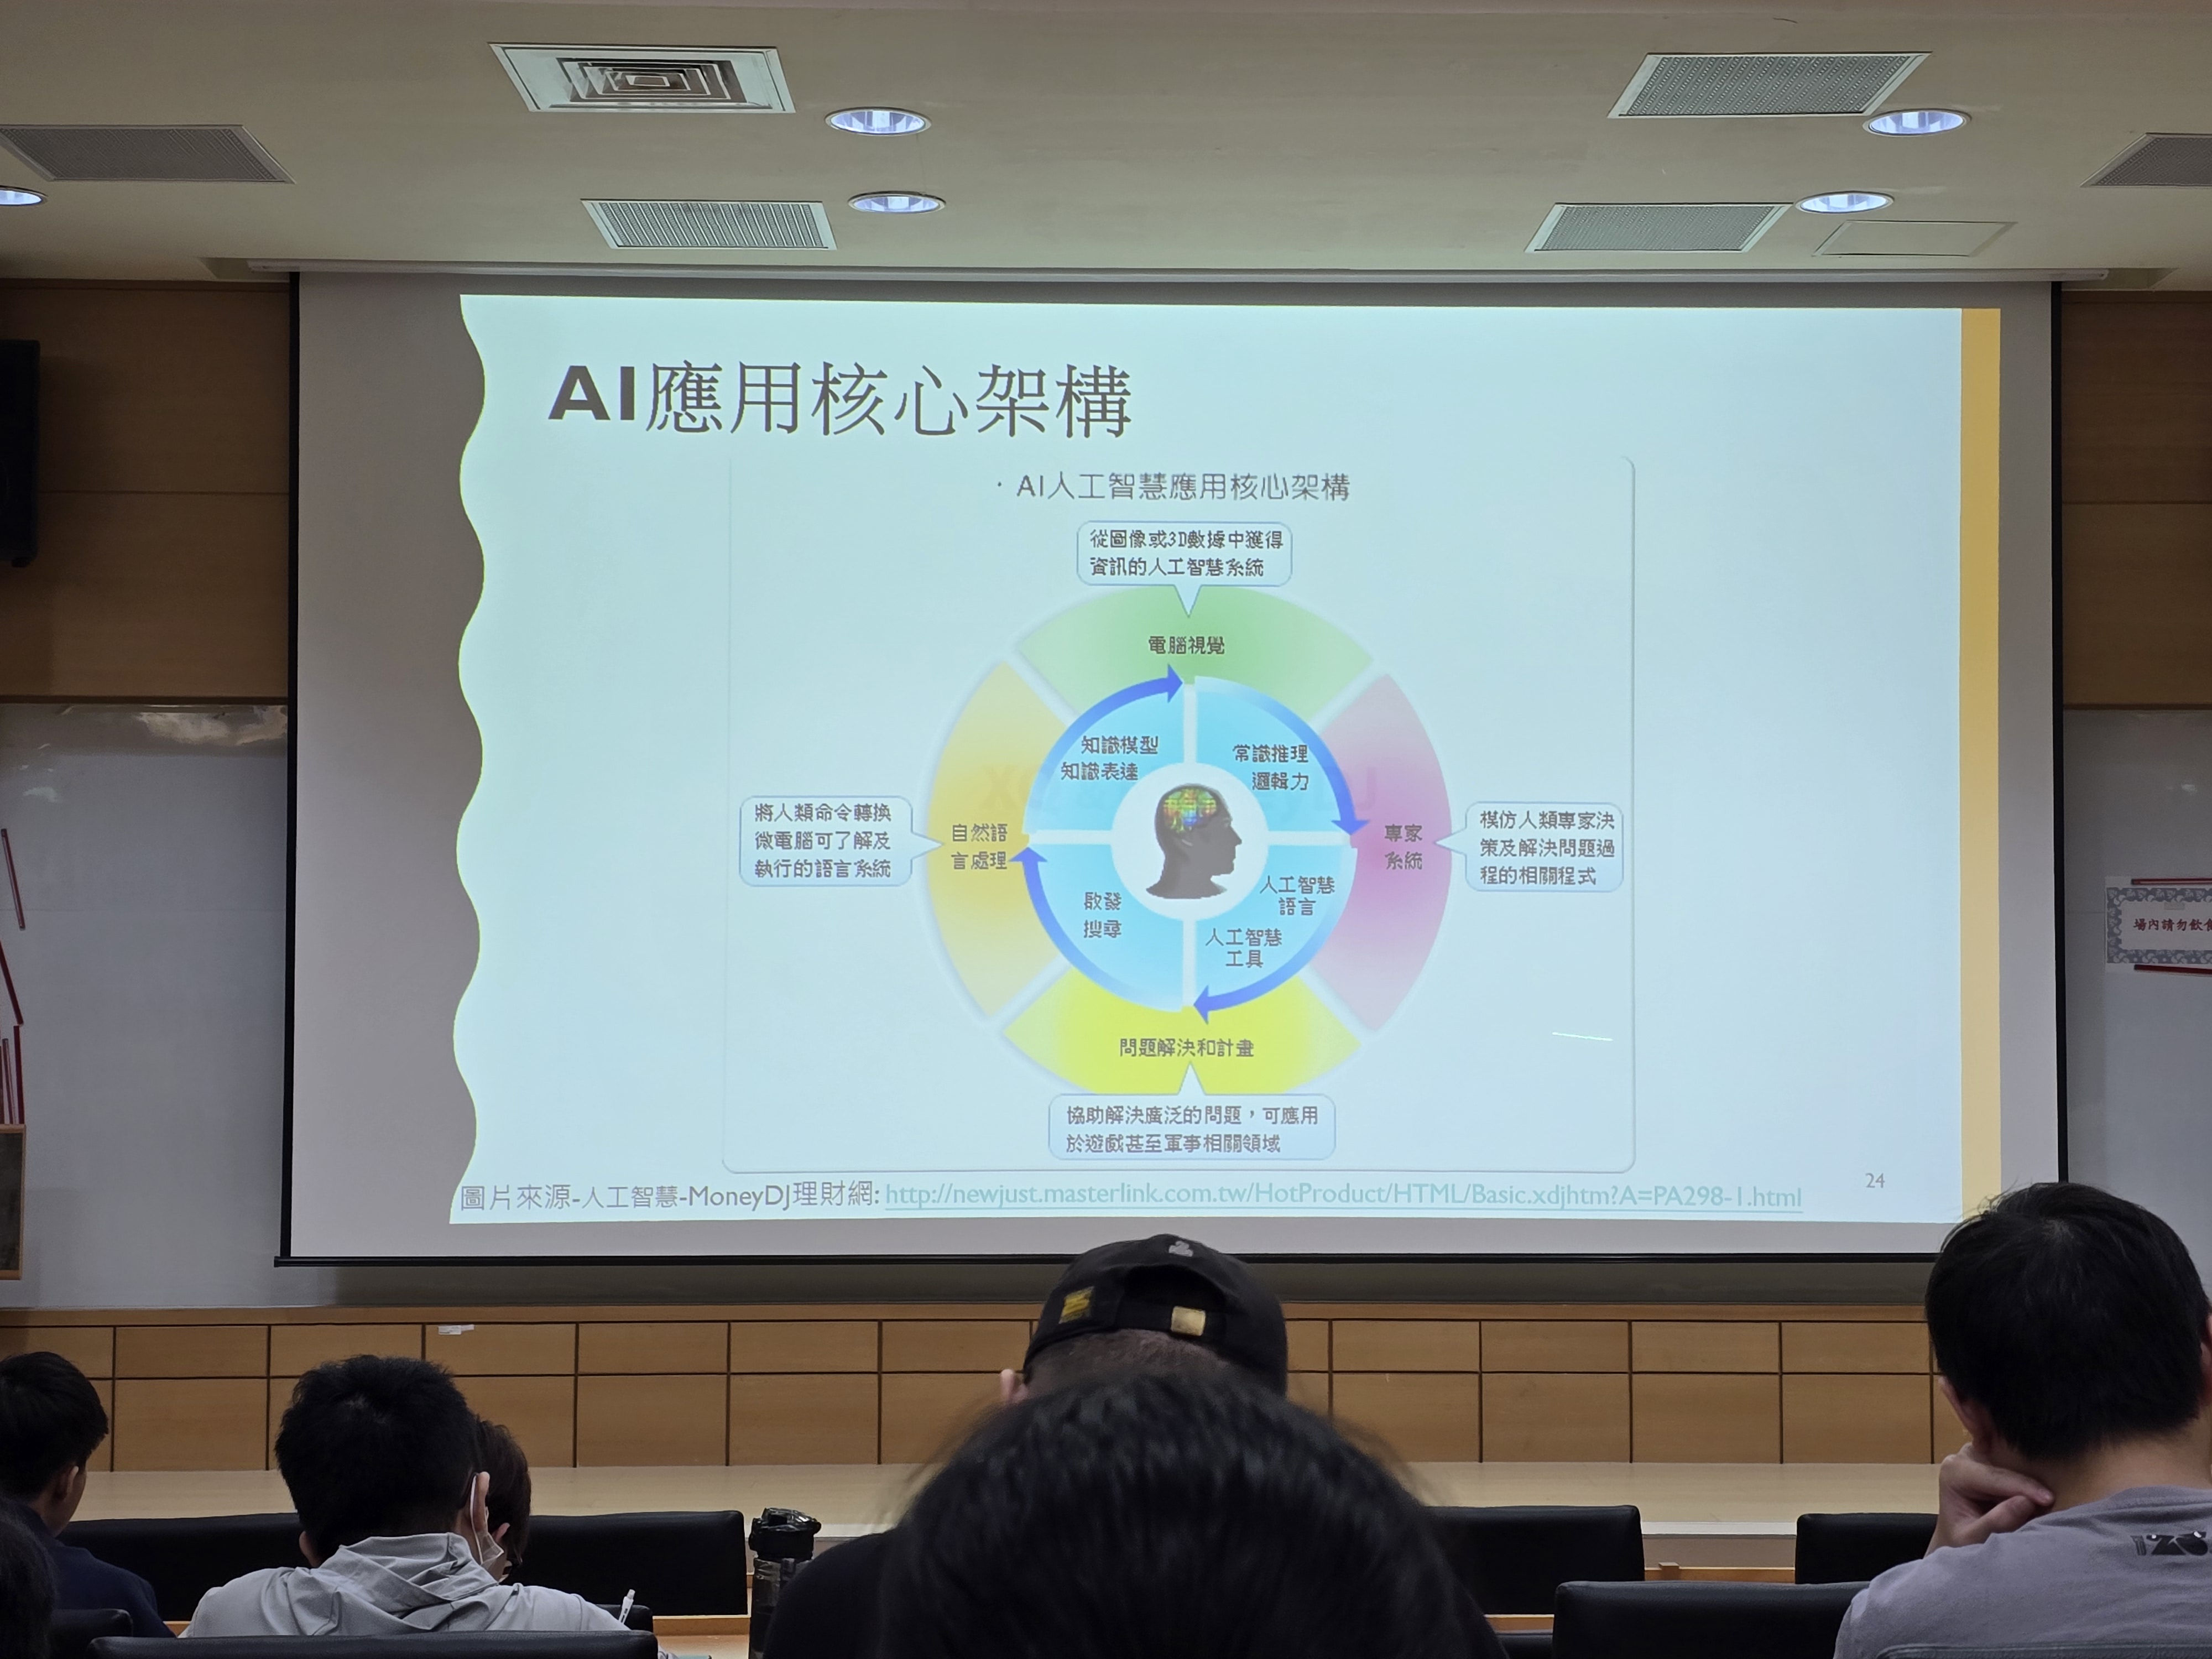 AI應用核心架構
・AI人工智慧應用核心架構
從圖像或3D數據中獲得
資訊的人工智慧系統
電腦視覺
知識模型
知識表達
常識推理
邏輯力
將人類命令轉換
微電腦可了解及
執行的語言系統
自然語
言處理
專家
系統
模仿人類專家決
策及解決問題過
程的相關程式
啟發
搜尋
人工智慧
語言
人工智慧
工具
問題解決和計畫
協助解決廣泛的問題，可應用
於遊戲甚至軍事相關領域
24
圖片來源-人工智慧-MoneyDJ理財網: http://newjust.masterlink.com.tw/HotProduct/HTML/Basic.xdjhtm?A=PA298-1.html
場內請勿飲食